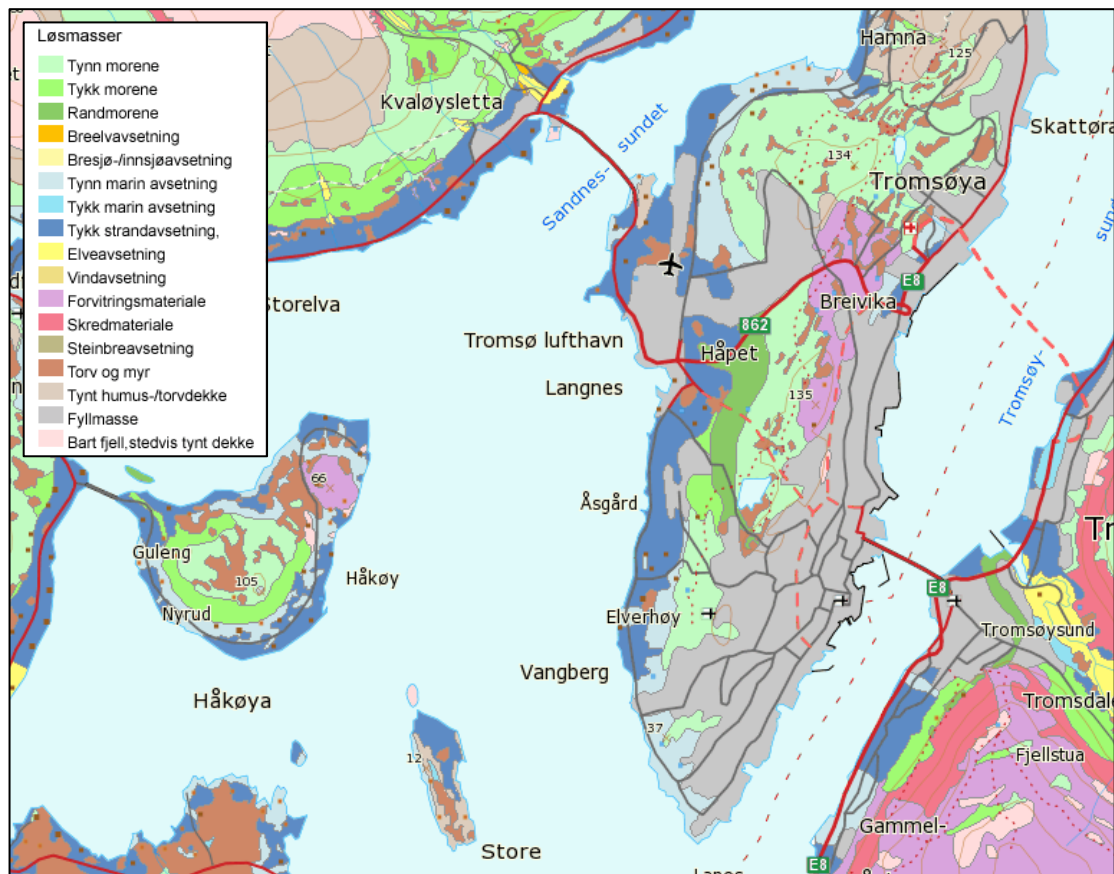 Løsmasser
Tynn morene
Tykk morene
Randmorene
Breelvavsetning
Bresjø-/innsjøavsetning
Tynn marin avsetning
Tykk marin avsetning
Tykk strandavsetning,
Elveavsetning
Vindavsetning
Forvitringsmateriale
Skredmateriale
Steinbreavsetning
Torv og myr
Tynt humus-/torvdekke
Fyllmasse
Bart fjell,stedvis tynt dekke
Hamna
125
Kvaløysletta
Skattøra
Sandnes-
sundet
134
Tromsøya
sund
E8
Storelva
Breivika
862
Tromsø lufthavn
Håpet
Langnes
135
Tromsøy-
66
Åsgård
Tr
Guleng
105
Håkøy
E8
Nyrud
Elverhøy
Tromsøysund
Vangberg
Håkøya
Tromsdale
37
12
Fjellstua
Gammel-
Store
E8